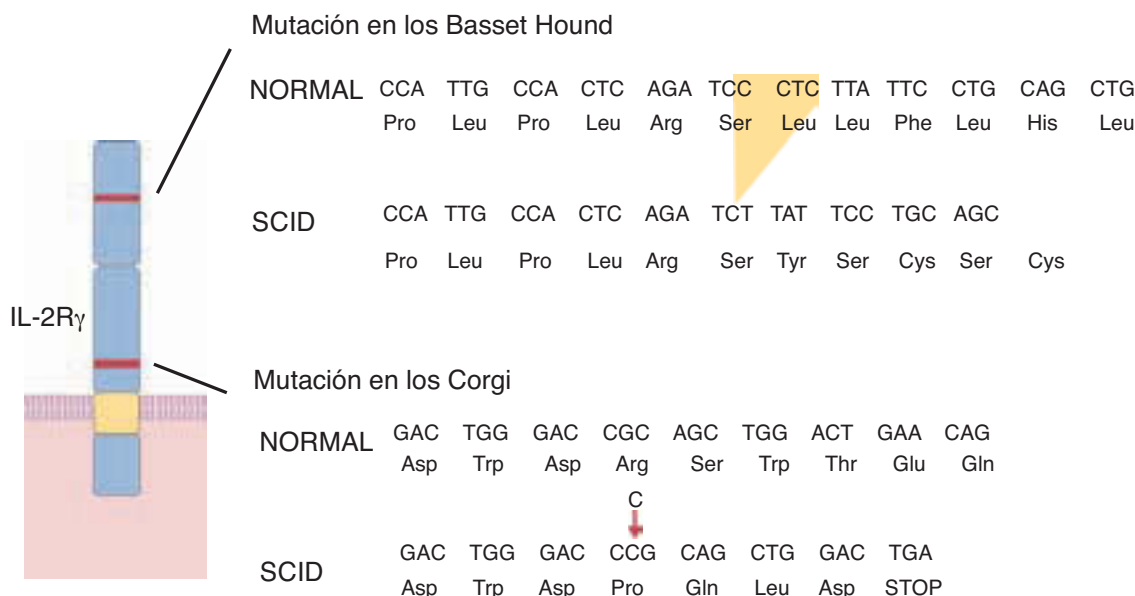 Mutación en los Basset Hound
NORMAL CCA TTG CCA CTC AGA TCC CTC TTA TTC CTG CAG CTG
Pro Leu Pro Leu Arg Ser Leu Leu Phe Leu His Leu
SCID CCA TTG CCA CTC AGA TCT TAT TCC TGC AGC
Pro Leu Pro Leu Arg Ser Tyr Ser Cys Ser Cys
IL-2Rγ
Mutación en los Corgi
NORMAL GAC TGG GAC CGC AGC TGG ACT GAA CAG
Asp Trp Asp Arg Ser Trp Thr Glu Gln
C
SCID GAC TGG GAC CCG CAG CTG GAC TGA
Asp Trp Asp Pro Gln Leu Asp STOP